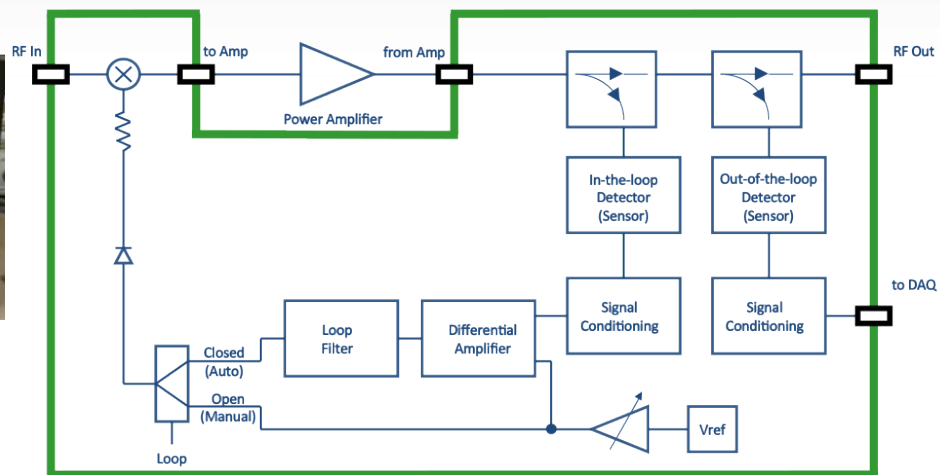 RF In
to Amp
from Amp
RF Out
Power Amplifier
In-the-loop
Detector
(Sensor)
Out-of-the-loop
Detector
(Sensor)
to DAQ
Signal
Conditioning
Signal
Conditioning
Loop
Filter
Differential
Amplifier
Closed
(Auto)
Open
(Manual)
Vref
Loop